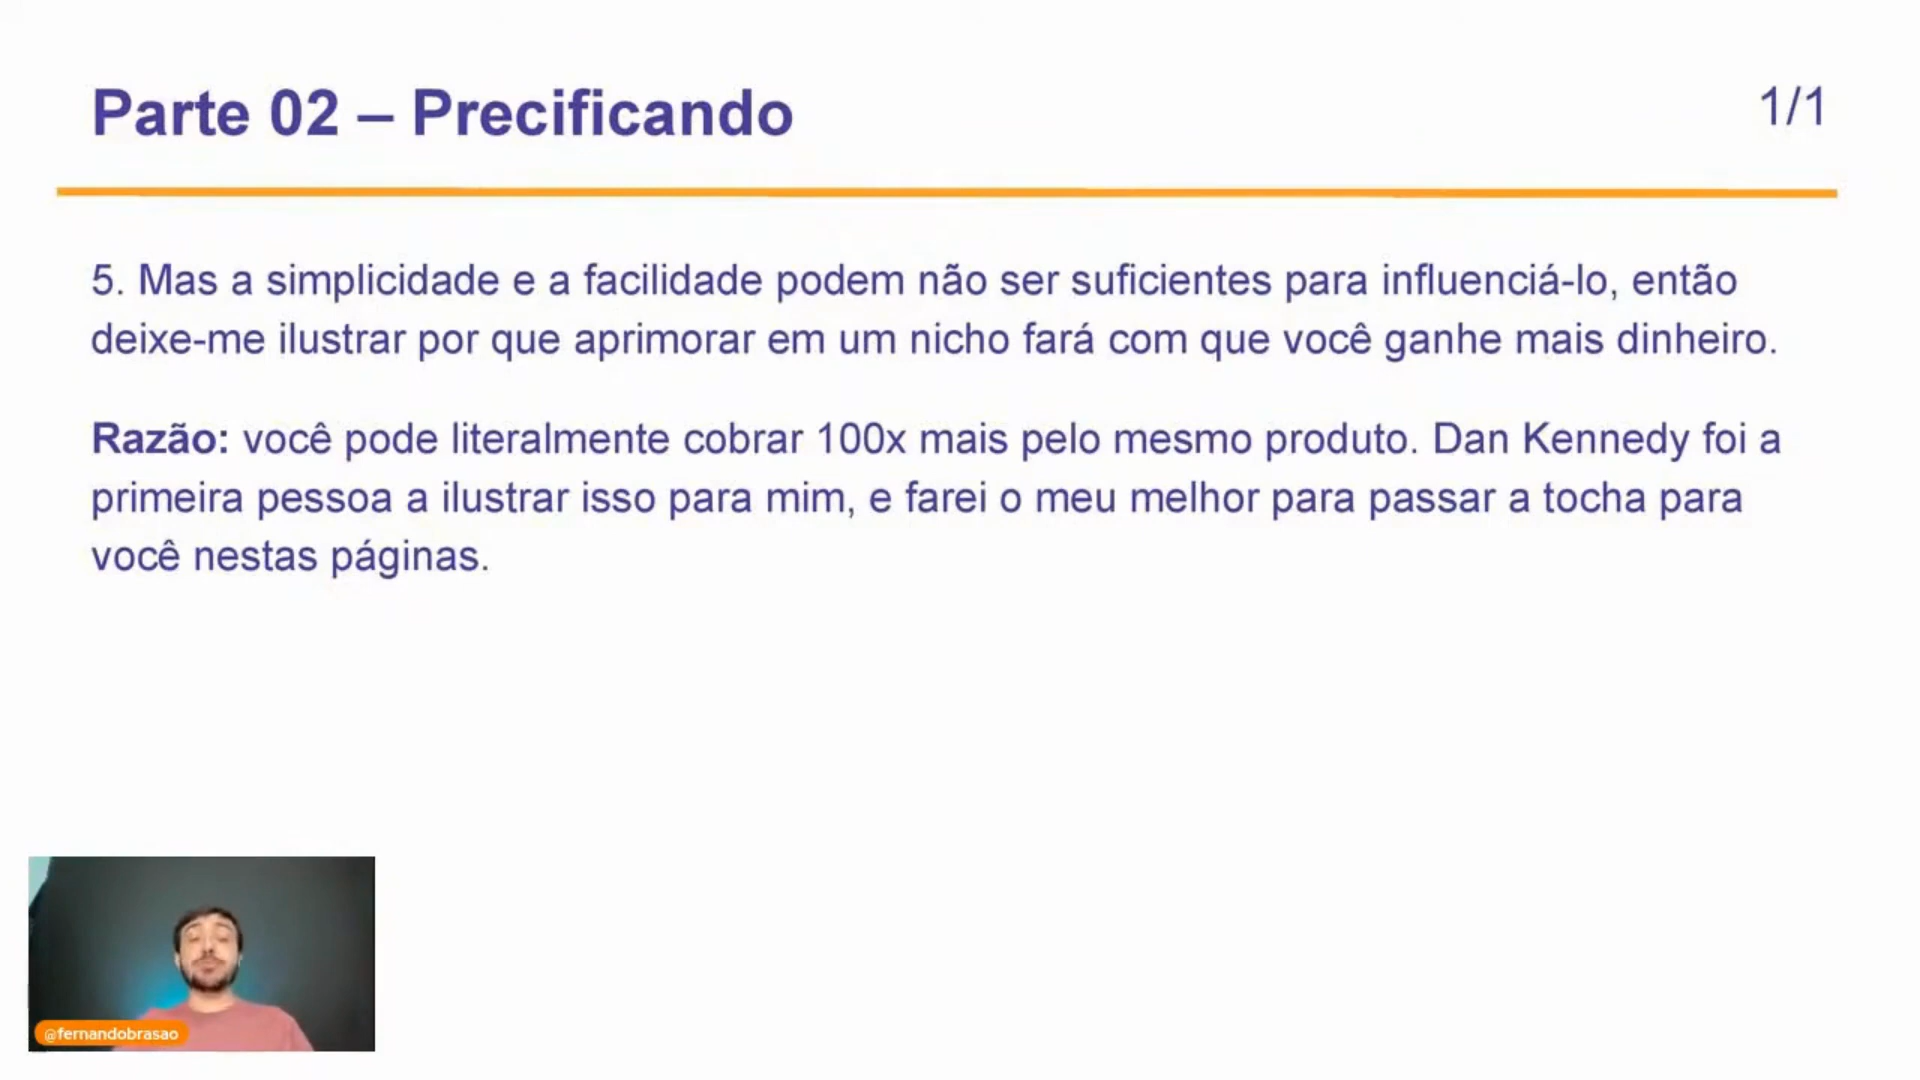 Parte 02 – Precificando
1/1
5. Mas a simplicidade e a facilidade podem não ser suficientes para influenciá-lo, então
deixe-me ilustrar por que aprimorar em um nicho fará com que você ganhe mais dinheiro.
Razão: você pode literalmente cobrar 100x mais pelo mesmo produto. Dan Kennedy foi a
primeira pessoa a ilustrar isso para mim, e farei o meu melhor para passar a tocha para
você nestas páginas.
@fernandobrasao